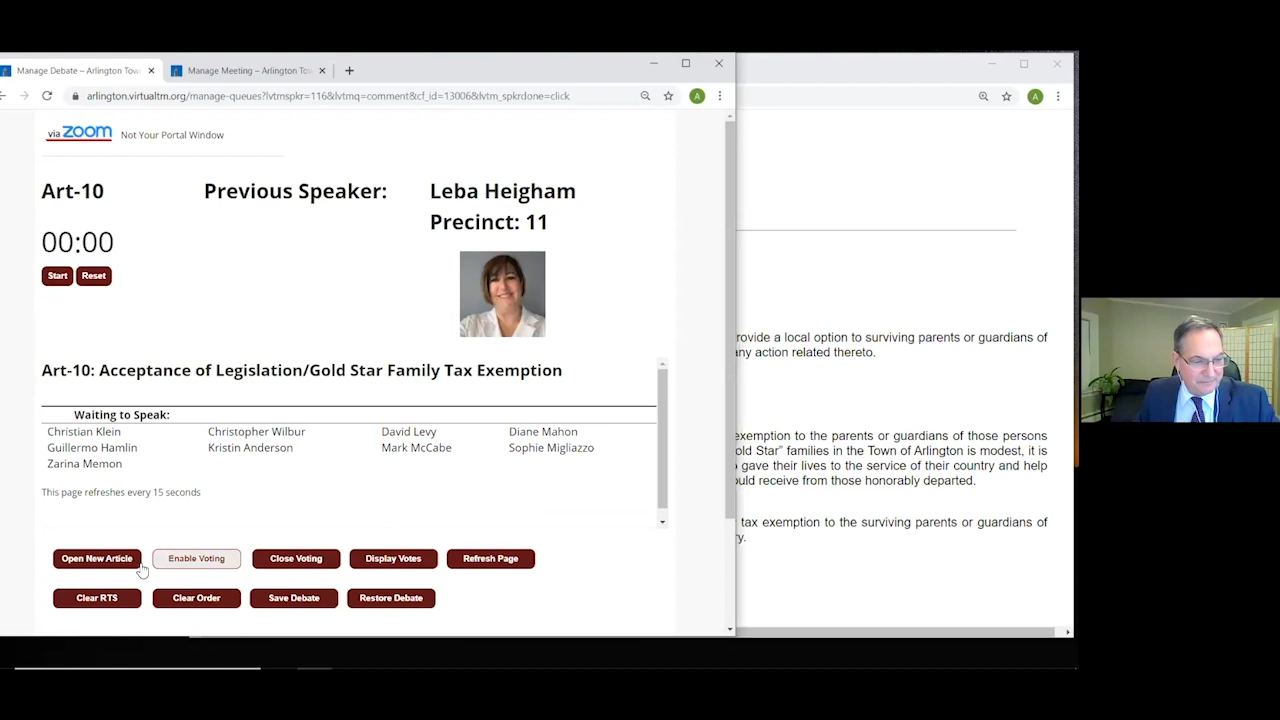 Manage Debate – Arlington Tow
Manage Meeting – Arlington To
arlington.virtualtm.org/manage-queues?lvtmspkr=116&lvtmq=comment&cf_id=13006&lvtm_spkrdone=click
A
A
via zoom Not Your Portal Window
Art-10 Previous Speaker: Leba Heigham
Precinct: 11
00:00
Start Reset
rovide a local option to surviving parents or guardians of
any action related thereto.
Art-10: Acceptance of Legislation/Gold Star Family Tax Exemption
Waiting to Speak:
Christian Klein Christopher Wilbur David Levy Diane Mahon
Guillermo Hamlin Kristin Anderson Mark McCabe Sophie Migliazzo
Zarina Memon
This page refreshes every 15 seconds
exemption to the parents or guardians of those persons
old Star" families in the Town of Arlington is modest, it is
o gave their lives to the service of their country and help
ould receive from those honorably departed.
tax exemption to the surviving parents or guardians of
ry.
Open New Article Enable Voting Close Voting Display Votes Refresh Page
Clear RTS Clear Order Save Debate Restore Debate